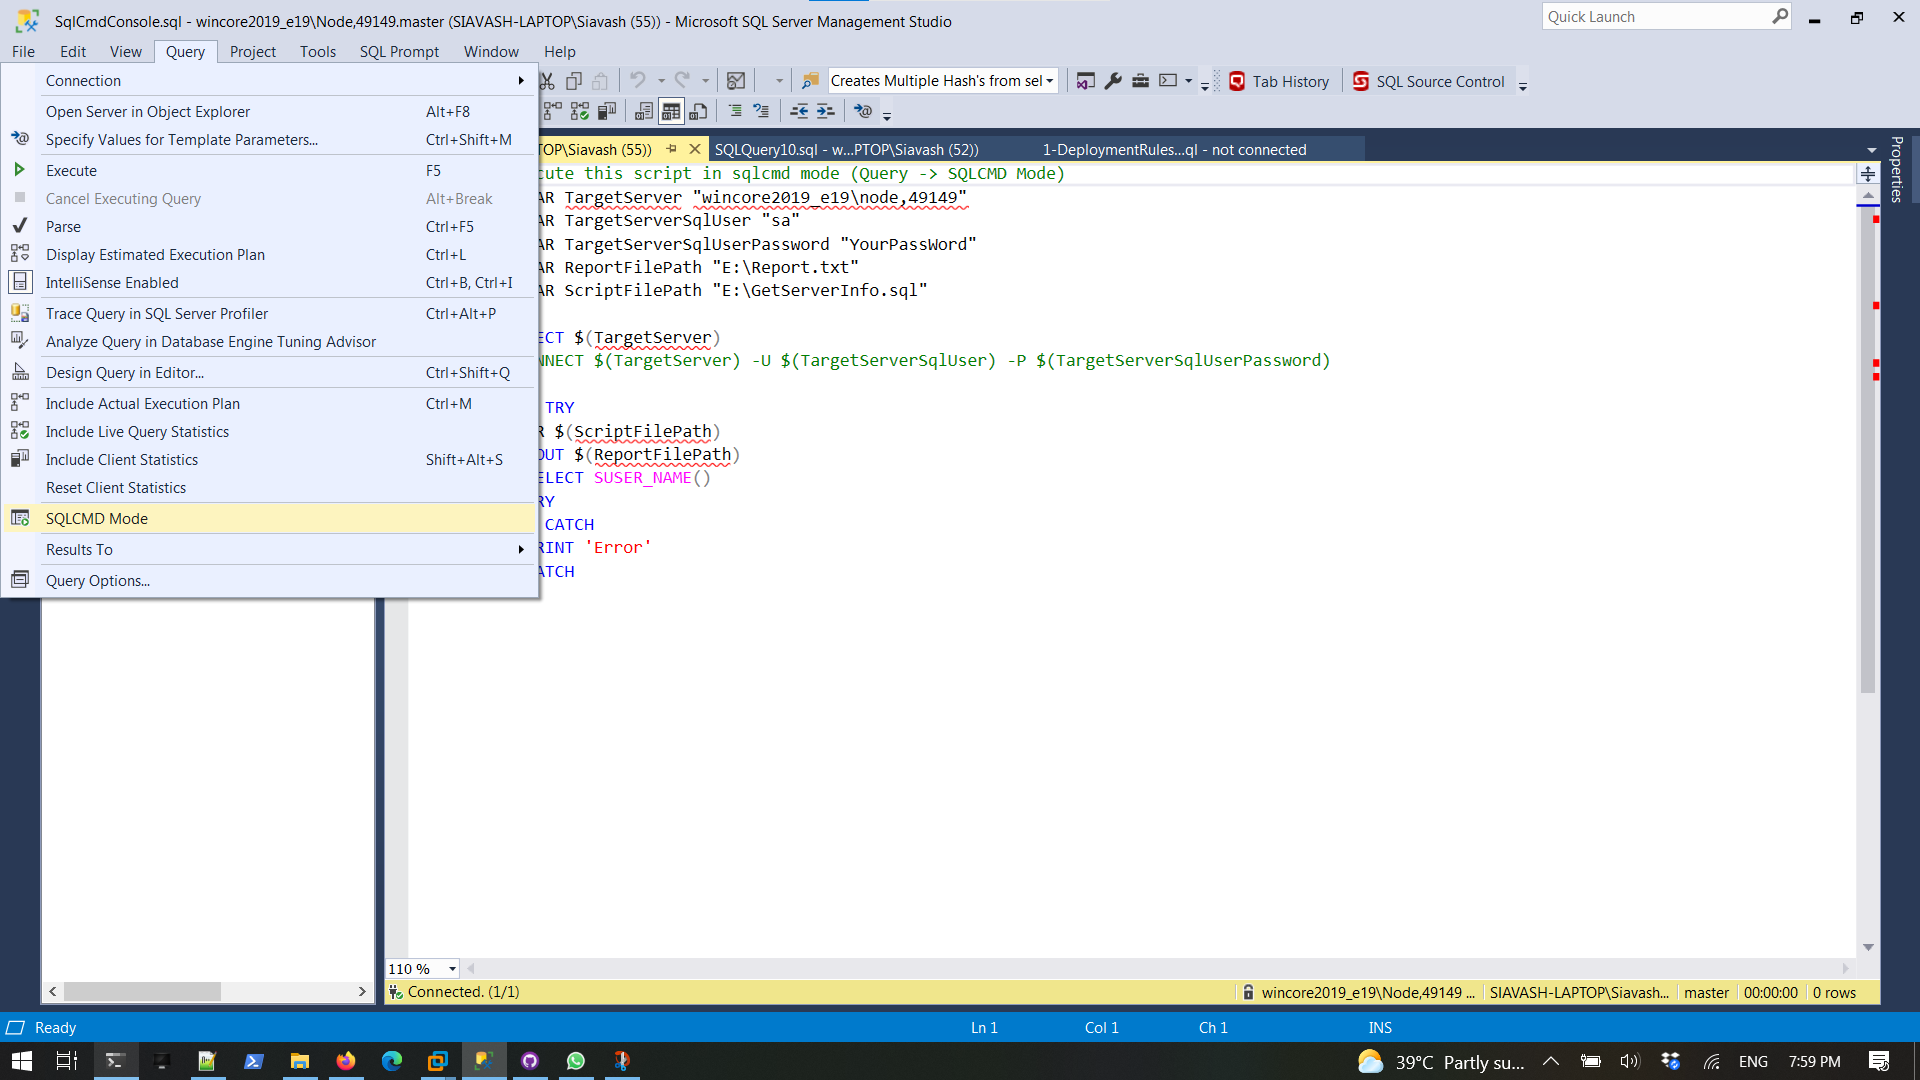 SqlCmdConsole.sql - wincore2019_e19\Node,49149.master (SIAVASH-LAPTOP\Siavash (55)) - Microsoft SQL Server Management Studio
Quick Launch
File Edit View Query Project Tools SQL Prompt Window Help
Creates Multiple Hash's from sel
Tab History
SQL Source Control
Connection
Open Server in Object Explorer Alt+F8
Specify Values for Template Parameters... Ctrl+Shift+M
Execute F5
Cancel Executing Query Alt+Break
Parse Ctrl+F5
Display Estimated Execution Plan Ctrl+L
IntelliSense Enabled Ctrl+B, Ctrl+I
Trace Query in SQL Server Profiler Ctrl+Alt+P
Analyze Query in Database Engine Tuning Advisor
Design Query in Editor... Ctrl+Shift+Q
Include Actual Execution Plan Ctrl+M
Include Live Query Statistics
Include Client Statistics Shift+Alt+S
Reset Client Statistics
SQLCMD Mode
Results To
Query Options...
TOP\Siavash (55)) SQLQuery10.sql - w...PTOP\Siavash (52)) 1-DeploymentRules...ql - not connected
Properties
cute this script in sqlcmd mode (Query -> SQLCMD Mode)
AR TargetServer "wincore2019_e19\node,49149"
AR TargetServerSqlUser "sa"
AR TargetServerSqlUserPassword "YourPassWord"
AR ReportFilePath "E:\Report.txt"
AR ScriptFilePath "E:\GetServerInfo.sql"
ECT $(TargetServer)
NNECT $(TargetServer) -U $(TargetServerSqlUser) -P $(TargetServerSqlUserPassword)
TRY
R $(ScriptFilePath)
OUT $(ReportFilePath)
ELECT SUSER_NAME()
RY
CATCH
RINT 'Error'
ATCH
110 %
Connected. (1/1)
wincore2019_e19\Node,49149 ... SIAVASH-LAPTOP\Siavash... master 00:00:00 0 rows
Ready Ln 1 Col 1 Ch 1 INS
39°C Partly su... ENG 7:59 PM